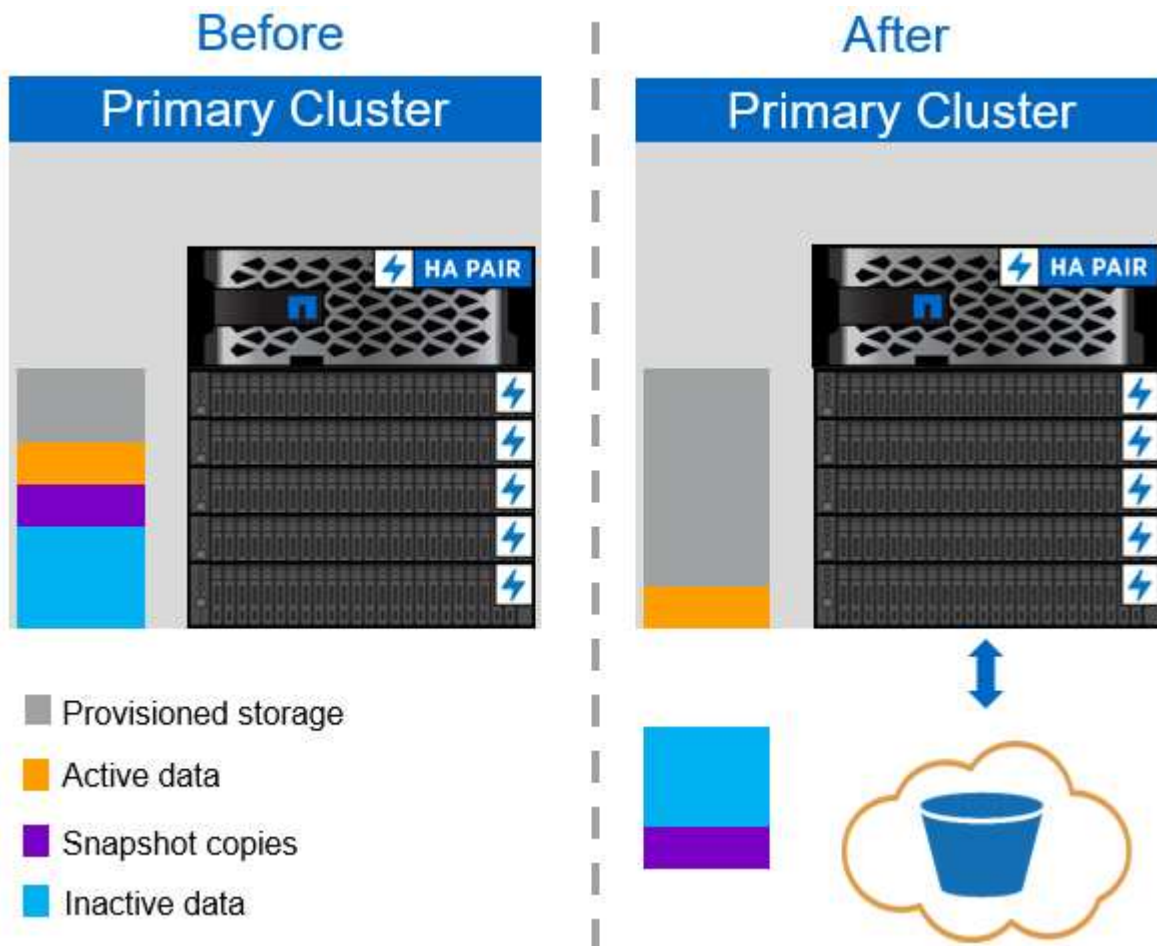 Before
After
Primary Cluster
Primary Cluster
HA PAIR
HA PAIR
Provisioned storage
Active data
Snapshot copies
Inactive data